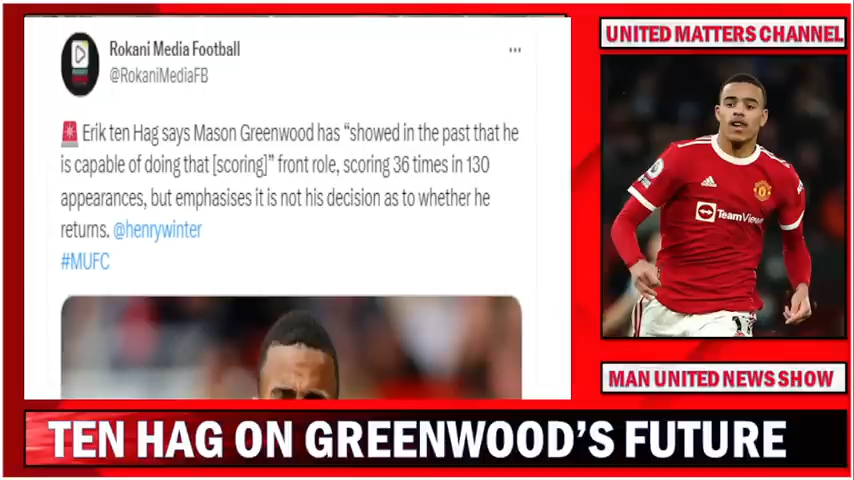 Rokani Media Football
@RokaniMediaFB
Erik ten Hag says Mason Greenwood has “showed in the past that he
is capable of doing that [scoring]” front role, scoring 36 times in 130
appearances, but emphasises it is not his decision as to whether he
returns. @henrywinter
#MUFC
UNITED MATTERS CHANNEL
TeamView
MAN UNITED NEWS SHOW
TEN HAG ON GREENWOOD’S FUTURE